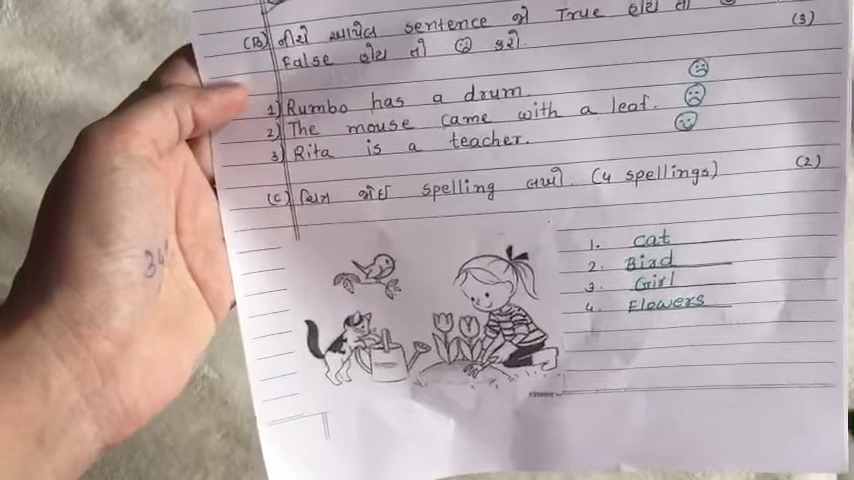 (B) નીચે આપેલ sentence જો True હોય તો
(3)
False હોય તો ☹ કરો.
1) Rumbo has a drum ☹
2) The mouse came with a leaf. ☹
3) Rita is a teacher. 🙂
(C) ચિત્ર જોઈ spelling લખો. (4 spellings) (2)
1. cat
2. Bird
3. Girl
4. Flowers